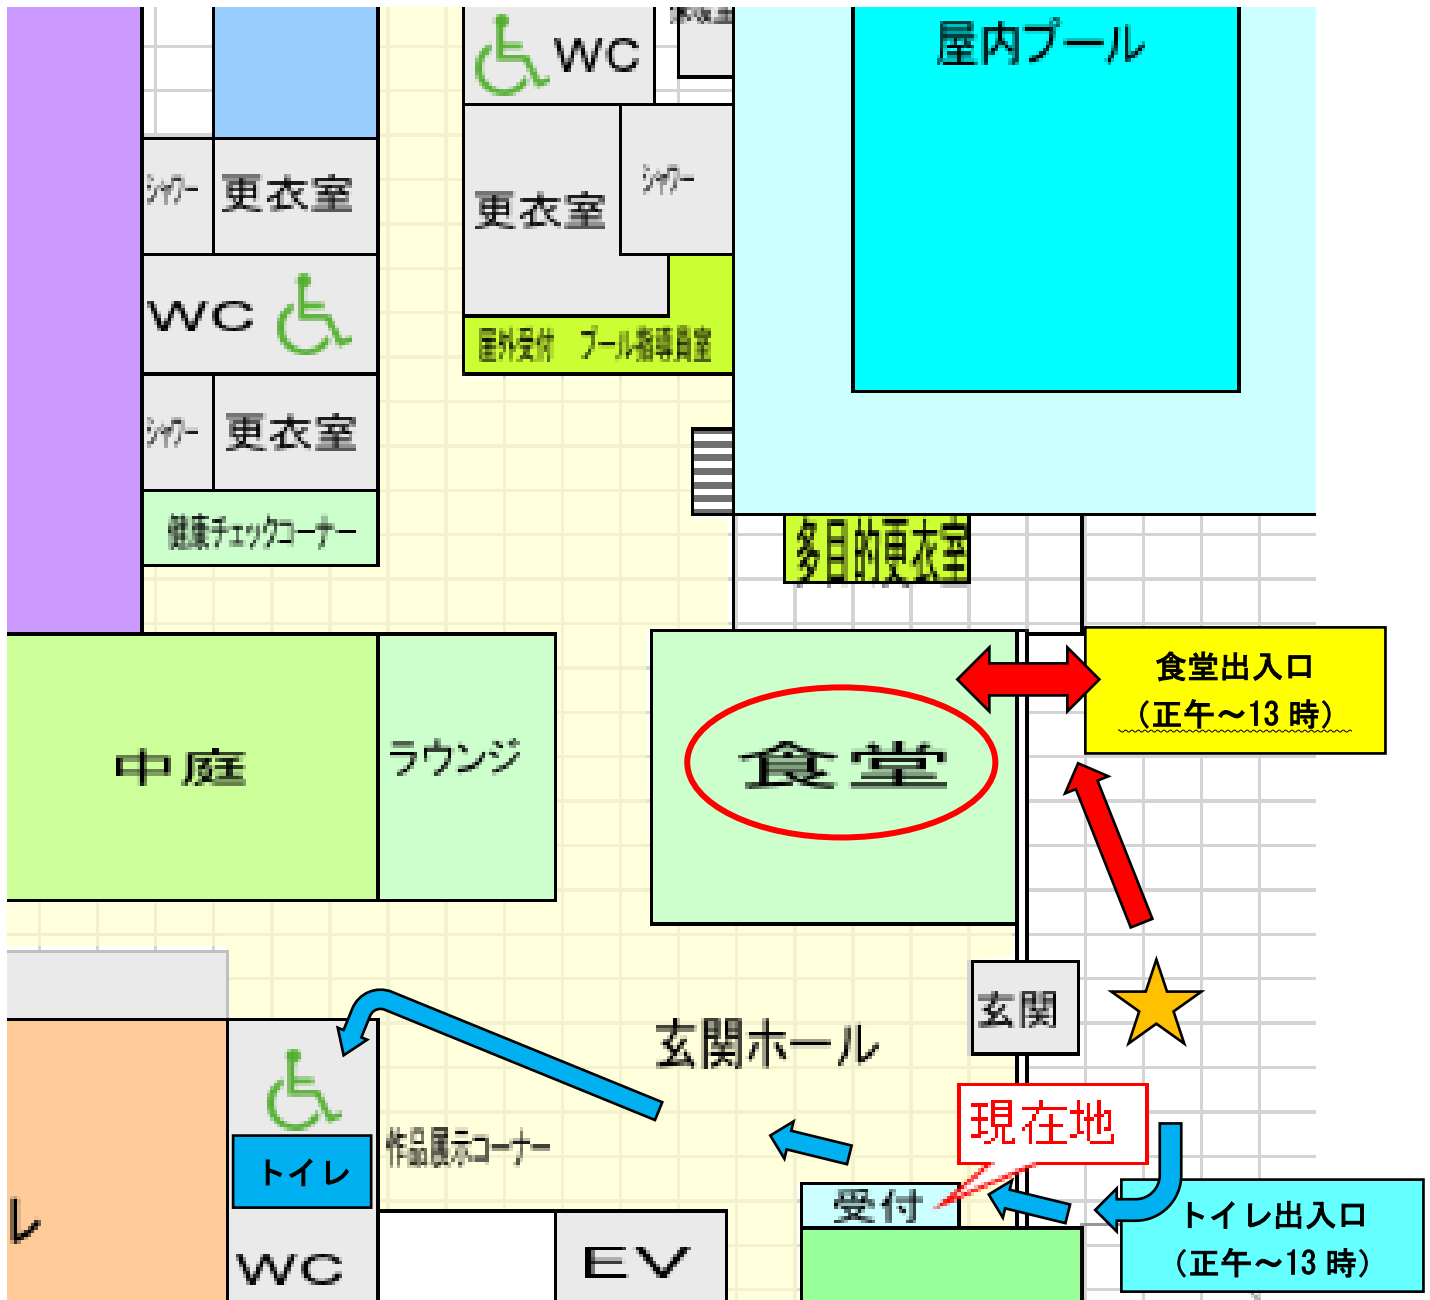 屋内プール
WC
シャワー
更衣室
更衣室
シャワー
WC
屋外受付 プール指導員室
シャワー
更衣室
健康チェックコーナー
多目的更衣室
食堂出入口
(正午～13時)
中庭
ラウンジ
食堂
玄関
玄関ホール
現在地
作品展示コーナー
トイレ
受付
トイレ出入口
(正午～13時)
レ
WC
EV